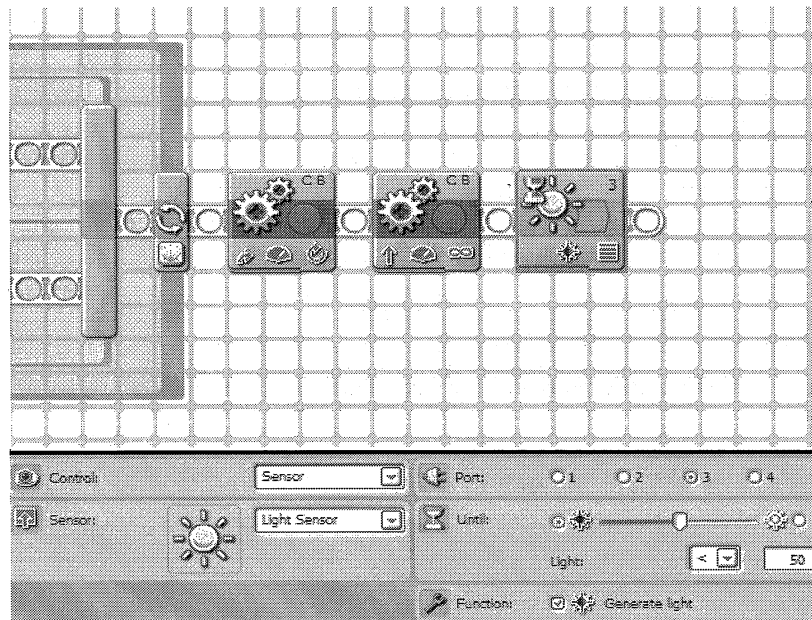 C B
C B
3
Control: Sensor
Port: 1 2 3 4
Sensor: Light Sensor
Until:
Light: < 50
Function: Generate light